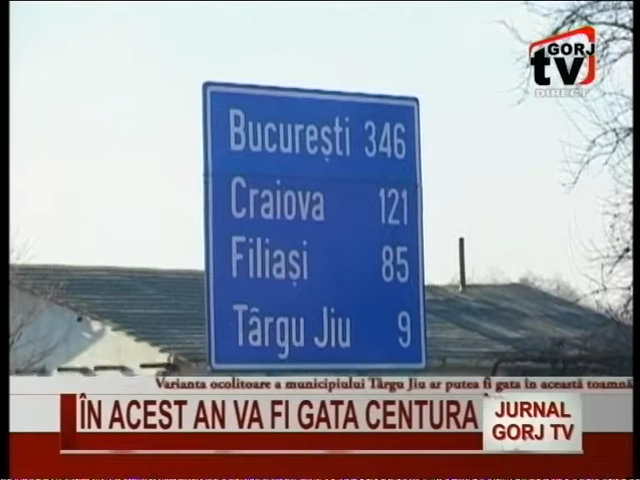 GORJ
tv
DIRECT
București 346
Craiova 121
Filiași 85
Târgu Jiu 9
Varianta ocolitoare a municipiului Târgu Jiu ar putea fi gata în această toamnă
ÎN ACEST AN VA FI GATA CENTURA
JURNAL
GORJ TV